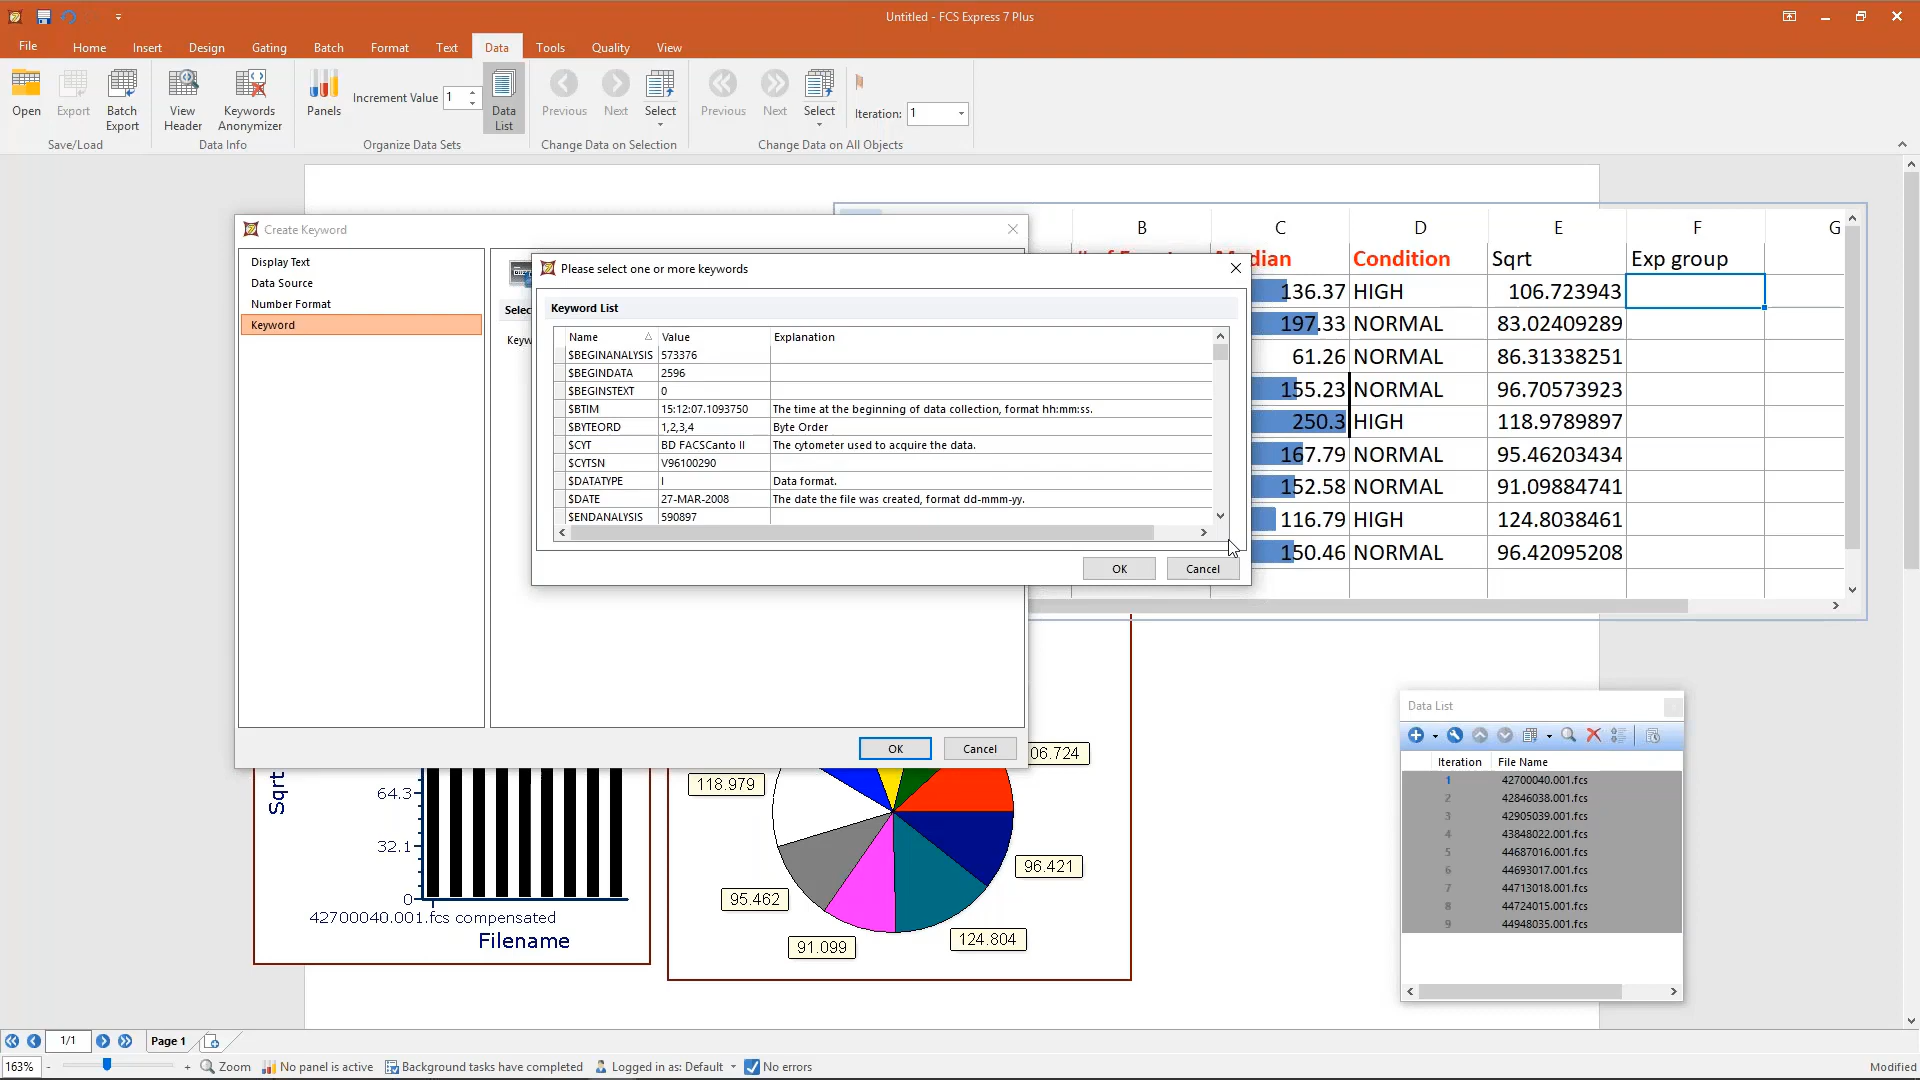 Untitled - FCS Express 7 Plus
File Home Insert Design Gating Batch Format Text Data Tools Quality View
Open Export Batch Export
View Header Keywords Anonymizer
Panels Increment Value 1 Data List
Previous Next Select
Previous Next Select Iteration: 1
Save/Load Data Info Organize Data Sets Change Data on Selection Change Data on All Objects
Create Keyword
Display Text
Data Source
Number Format
Keyword
Please select one or more keywords
Keyword List
Name Value Explanation
$BEGINANALYSIS 573376
$BEGINDATA 2596
$BEGINSTEXT 0
$BTIM 15:12:07.1093750 The time at the beginning of data collection, format hh:mm:ss.
$BYTEORD 1,2,3,4 Byte Order
$CYT BD FACSCanto II The cytometer used to acquire the data.
$CYTSN V96100290
$DATATYPE I Data format.
$DATE 27-MAR-2008 The date the file was created, format dd-mmm-yy.
$ENDANALYSIS 590897
OK Cancel
OK Cancel
B C D E F G
Condition Sqrt Exp group
136.37 HIGH 106.723943
197.33 NORMAL 83.02409289
61.26 NORMAL 86.31338251
155.23 NORMAL 96.70573923
250.3 HIGH 118.9789897
167.79 NORMAL 95.46203434
152.58 NORMAL 91.09884741
116.79 HIGH 124.8038461
150.46 NORMAL 96.42095208
Sqrt
64.3
32.1
0
42700040.001.fcs compensated
Filename
06.724
118.979
96.421
95.462
91.099
124.804
Data List
Iteration File Name
1 42700040.001.fcs
2 42846038.001.fcs
3 42905039.001.fcs
4 43848022.001.fcs
5 44687016.001.fcs
6 44693017.001.fcs
7 44713018.001.fcs
8 44724015.001.fcs
9 44948035.001.fcs
1/1 Page 1
163% - + Zoom No panel is active Background tasks have completed Logged in as: Default No errors Modified